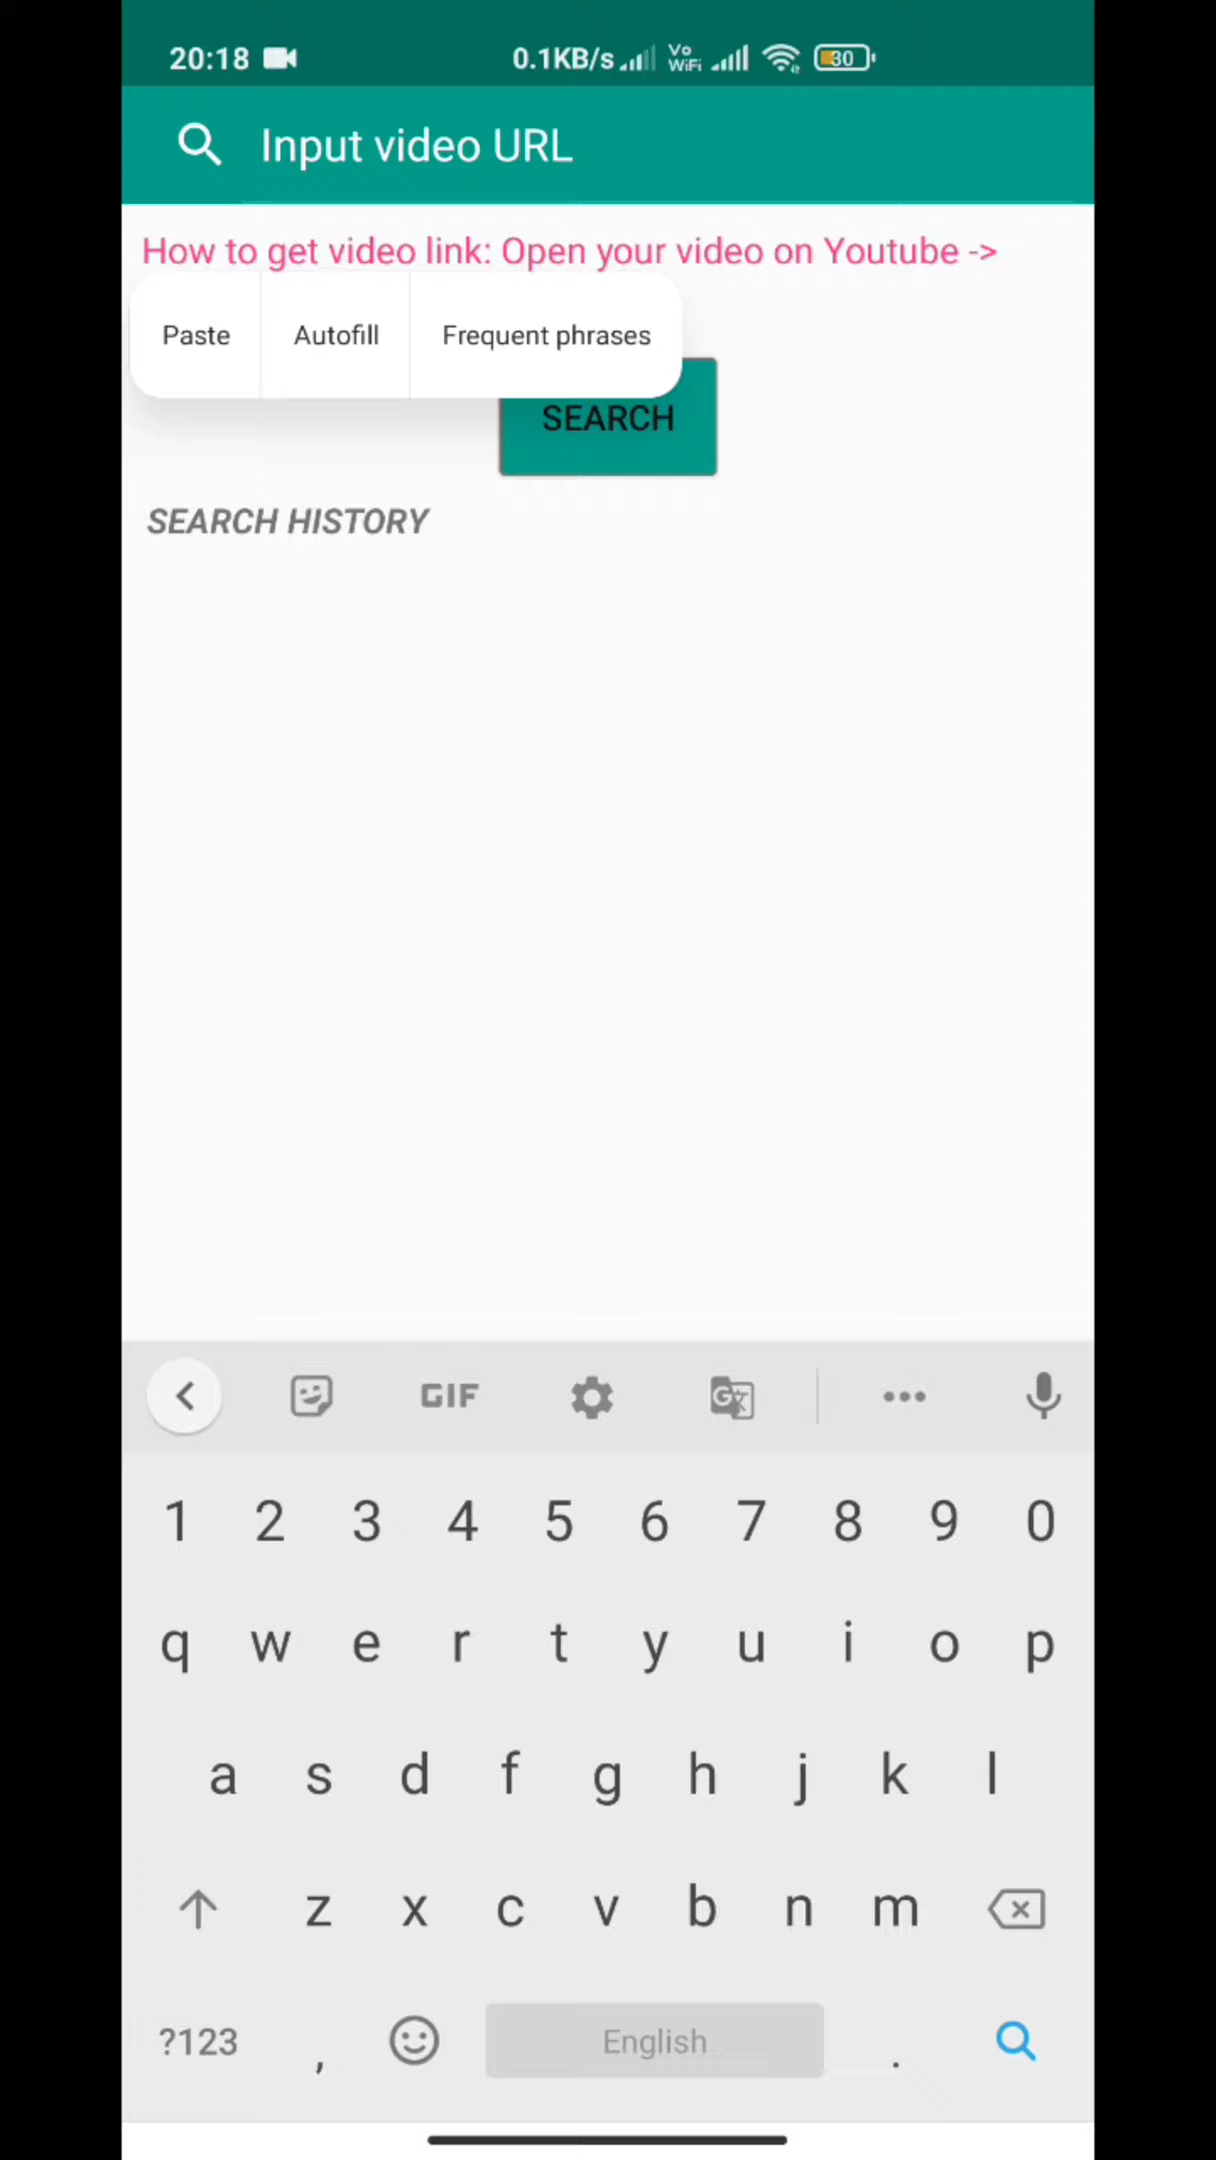 20:18 0.1KB/s Vo WiFi 30
Input video URL
How to get video link: Open your video on Youtube ->
Paste Autofill Frequent phrases
SEARCH
SEARCH HISTORY
GIF G
1 2 3 4 5 6 7 8 9 0
q w e r t y u i o p
a s d f g h j k l
z x c v b n m
?123 , English .